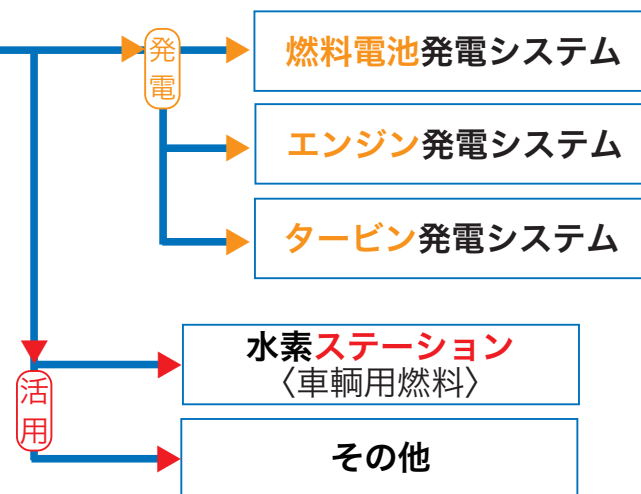 発電
燃料電池発電システム
エンジン発電システム
タービン発電システム
活用
水素ステーション
〈車輌用燃料〉
その他